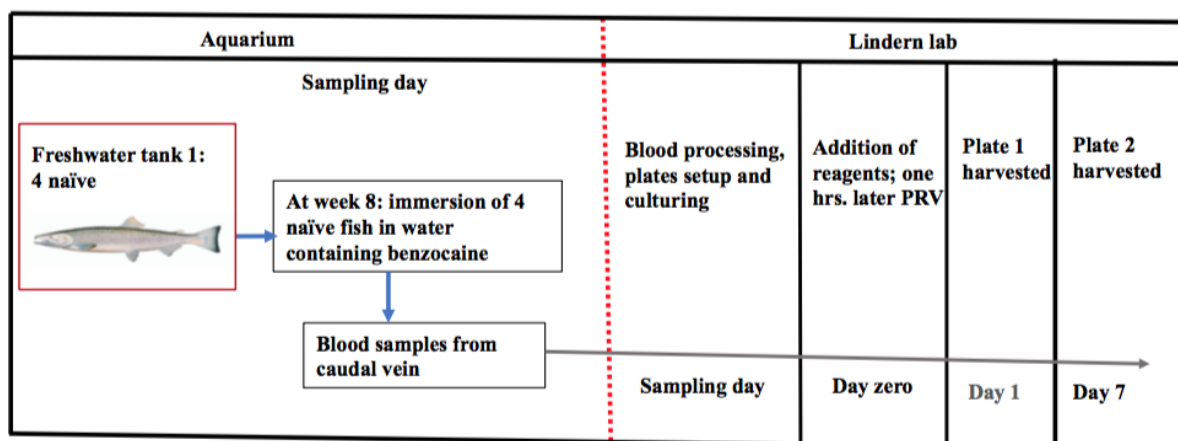 Aquarium
Lindern lab
Sampling day
Freshwater tank 1:
4 naïve
At week 8: immersion of 4
naïve fish in water
containing benzocaine
Blood samples from
caudal vein
Blood processing,
plates setup and
culturing
Addition of
reagents; one
hrs. later PRV
Plate 1
harvested
Plate 2
harvested
Sampling day
Day zero
Day 1
Day 7